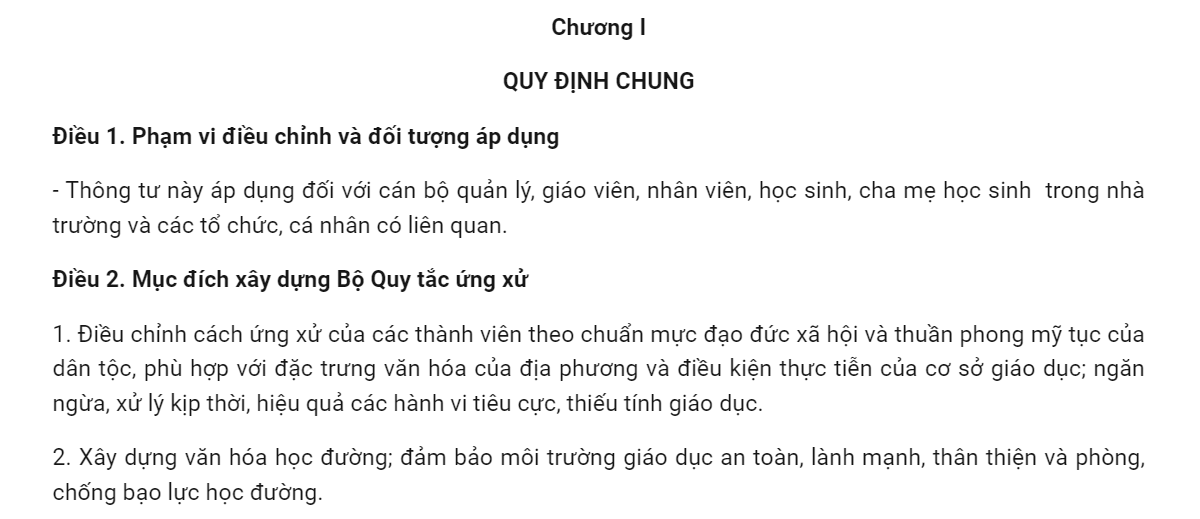 Chương I
QUY ĐỊNH CHUNG
Điều 1. Phạm vi điều chỉnh và đối tượng áp dụng
- Thông tư này áp dụng đối với cán bộ quản lý, giáo viên, nhân viên, học sinh, cha mẹ học sinh trong nhà
trường và các tổ chức, cá nhân có liên quan.
Điều 2. Mục đích xây dựng Bộ Quy tắc ứng xử
1. Điều chỉnh cách ứng xử của các thành viên theo chuẩn mực đạo đức xã hội và thuần phong mỹ tục của
dân tộc, phù hợp với đặc trưng văn hóa của địa phương và điều kiện thực tiễn của cơ sở giáo dục; ngăn
ngừa, xử lý kịp thời, hiệu quả các hành vi tiêu cực, thiếu tính giáo dục.
2. Xây dựng văn hóa học đường; đảm bảo môi trường giáo dục an toàn, lành mạnh, thân thiện và phòng,
chống bạo lực học đường.